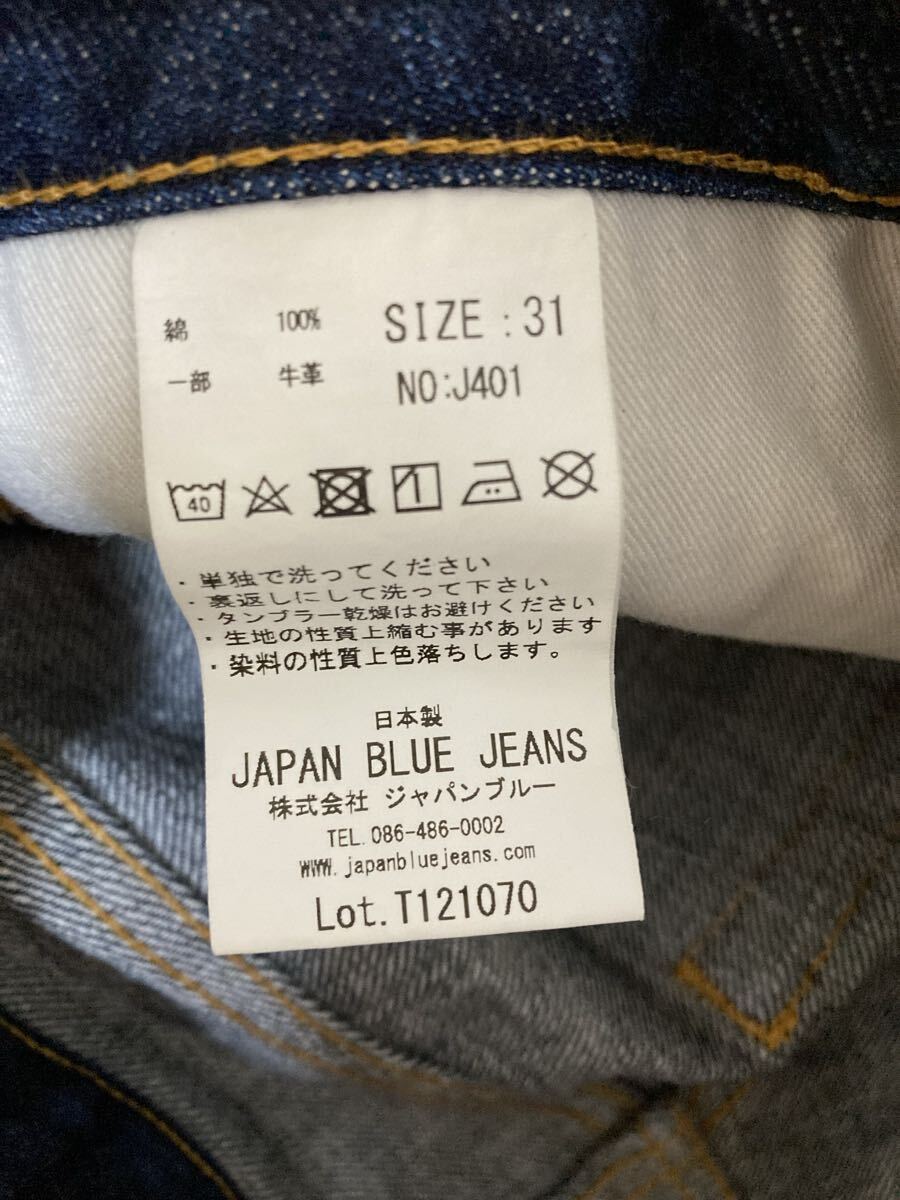 綿 100% SIZE:31
一部 牛革 NO:J401
40
・単独で洗ってください
・裏返しにして洗って下さい
・タンブラー乾燥はお避けください
・生地の性質上縮む事があります
・染料の性質上色落ちします。
日本製
JAPAN BLUE JEANS
株式会社 ジャパンブルー
TEL.086-486-0002
www.japanbluejeans.com
Lot.T121070